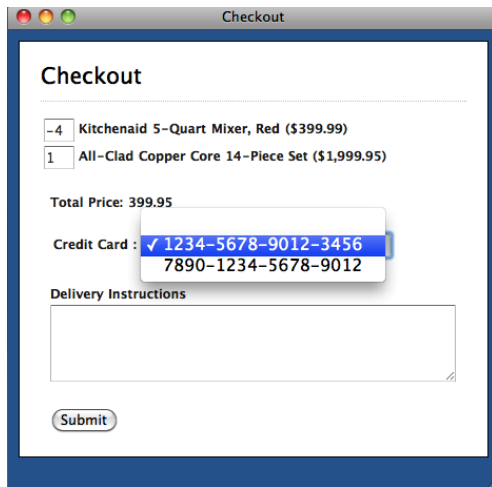 Checkout
Checkout
-4 Kitchenaid 5-Quart Mixer, Red ($399.99)
1 All-Clad Copper Core 14-Piece Set ($1,999.95)
Total Price: 399.95
Credit Card : ✓ 1234-5678-9012-3456
7890-1234-5678-9012
Delivery Instructions
Submit